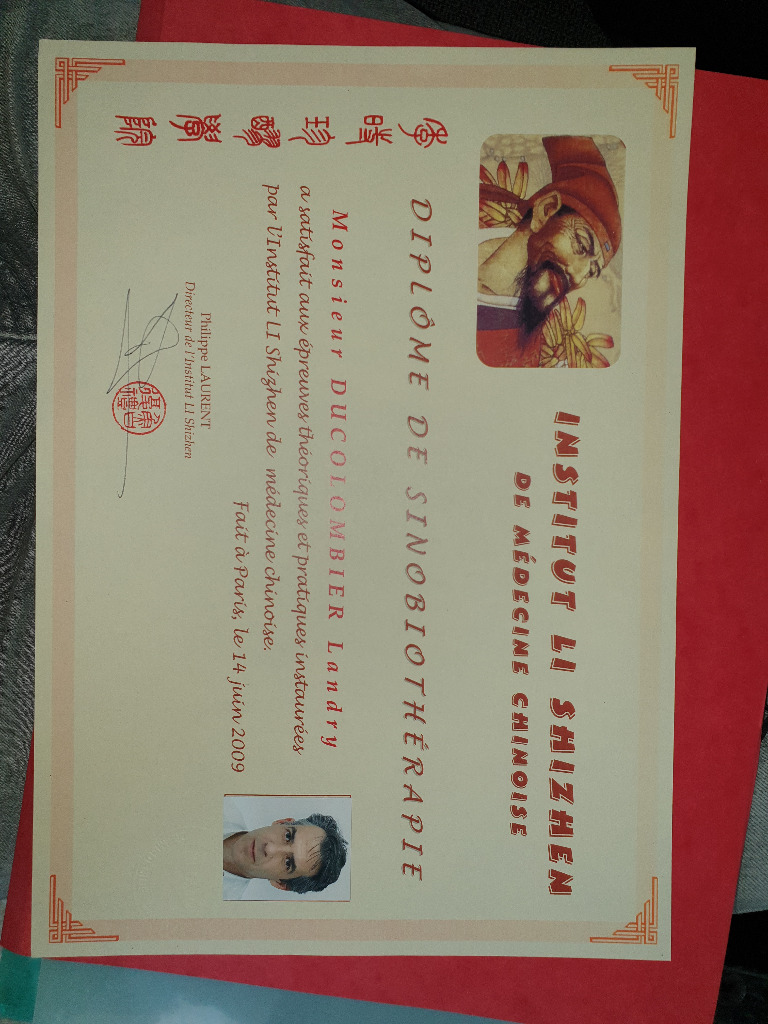 INSTITUT LI SHIZHEN
DE MÉDECINE CHINOISE
DIPLÔME DE SINOBIOTHÉRAPIE
Monsieur DUCOLOMBIER Landry
a satisfait aux épreuves théoriques et pratiques instaurées
par l'Institut LI Shizhen de médecine chinoise.
Fait à Paris, le 14 juin 2009
Philippe LAURENT
Directeur de l'Institut LI Shizhen